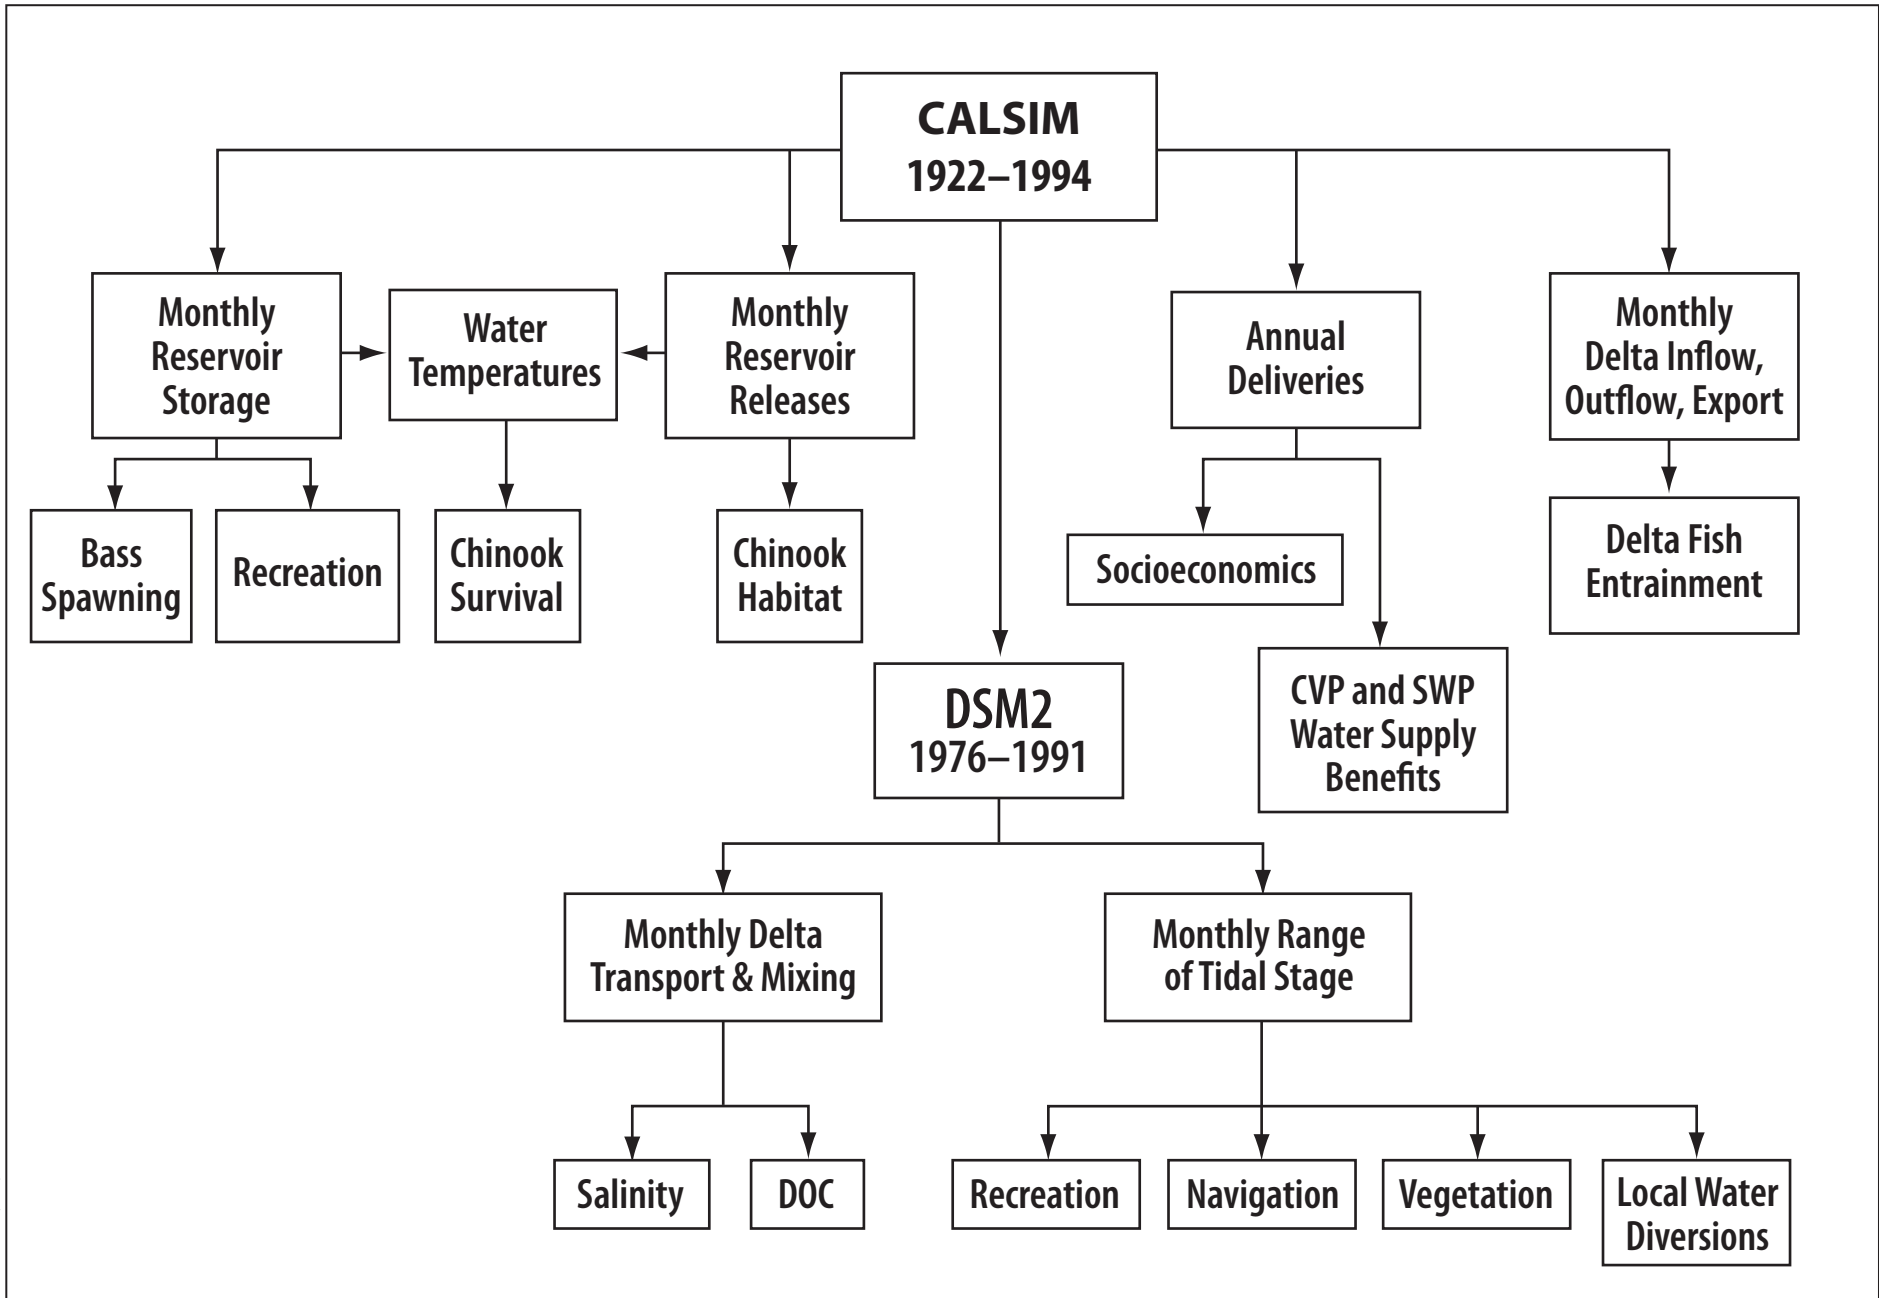 CALSIM
1922–1994
Monthly
Reservoir
Storage
Water
Temperatures
Monthly
Reservoir
Releases
Annual
Deliveries
Monthly
Delta Inflow,
Outflow, Export
Bass
Spawning
Recreation
Chinook
Survival
Chinook
Habitat
Socioeconomics
Delta Fish
Entrainment
DSM2
1976–1991
CVP and SWP
Water Supply
Benefits
Monthly Delta
Transport & Mixing
Monthly Range
of Tidal Stage
Salinity
DOC
Recreation
Navigation
Vegetation
Local Water
Diversions